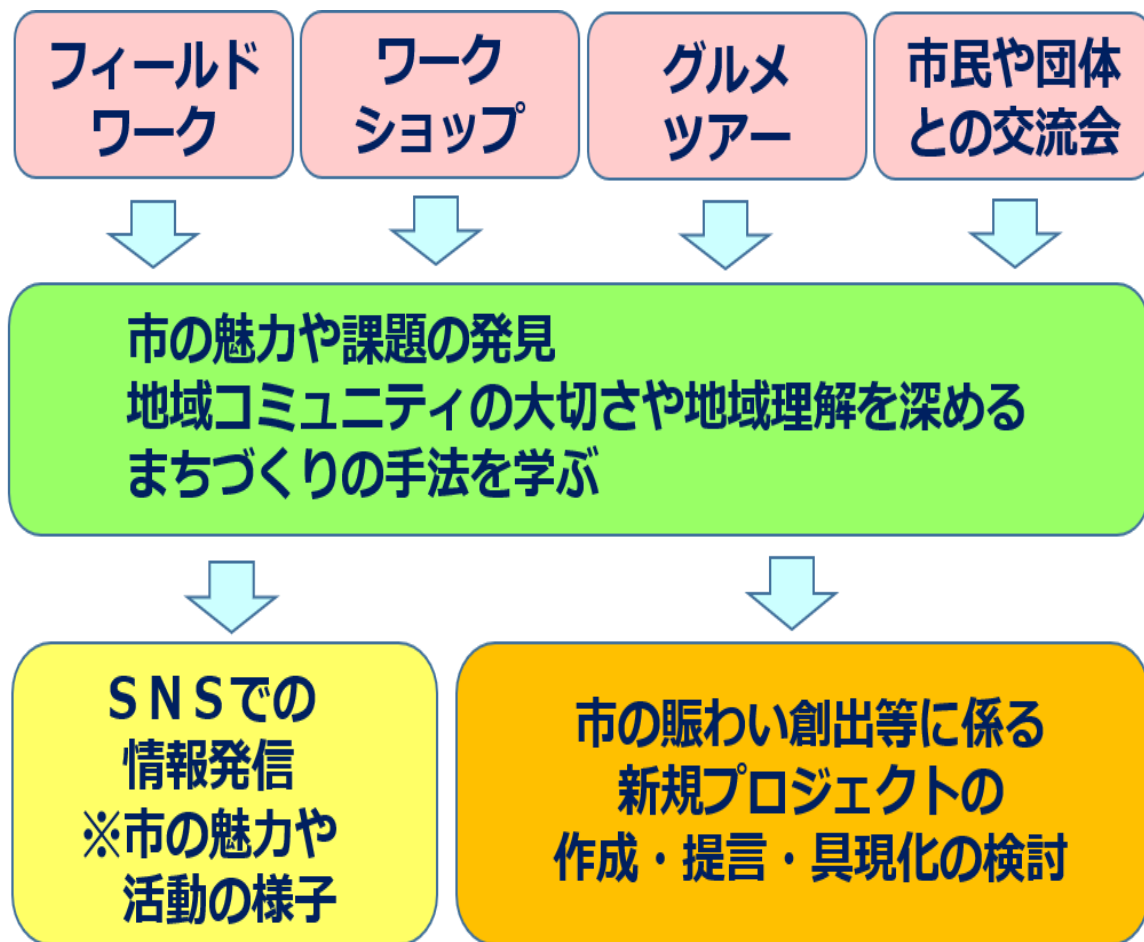 フィールド
ワーク
ワーク
ショップ
グルメ
ツアー
市民や団体
との交流会
市の魅力や課題の発見
地域コミュニティの大切さや地域理解を深める
まちづくりの手法を学ぶ
ＳＮＳでの
情報発信
※市の魅力や
活動の様子
市の賑わい創出等に係る
新規プロジェクトの
作成・提言・具現化の検討